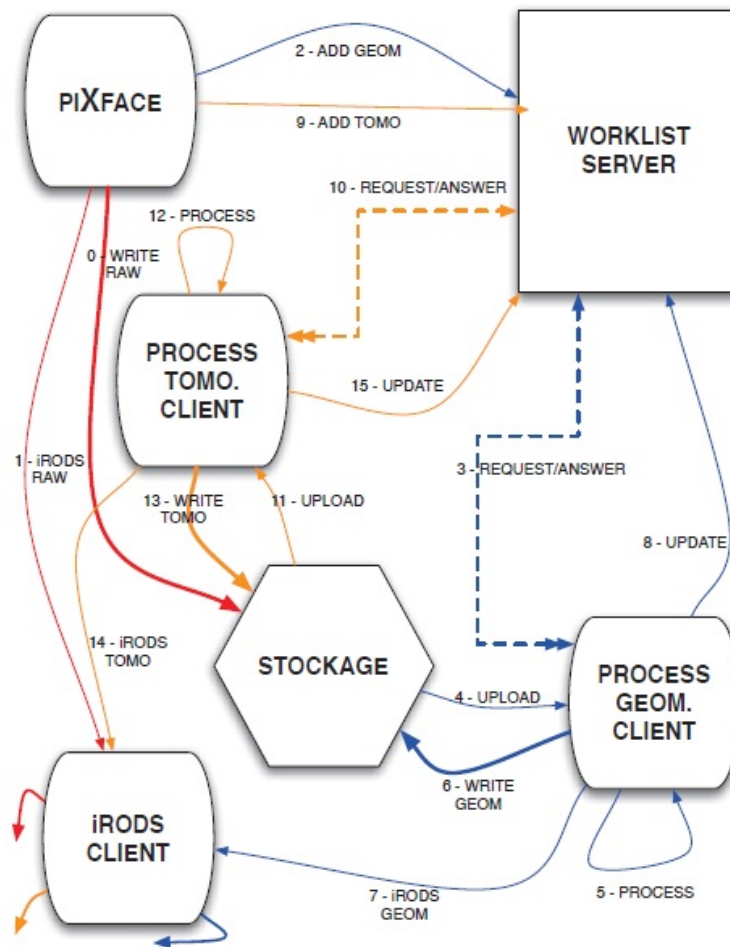 PiXFACE
2 - ADD GEOM
9 - ADD TOMO
WORKLIST
SERVER
10 - REQUEST/ANSWER
12 - PROCESS
0 - WRITE
RAW
PROCESS
TOMO.
CLIENT
15 - UPDATE
1 - iRODS
RAW
13 - WRITE
TOMO
11 - UPLOAD
3 - REQUEST/ANSWER
8 - UPDATE
14 - iRODS
TOMO
STOCKAGE
4 - UPLOAD
PROCESS
GEOM.
CLIENT
6 - WRITE
GEOM
iRODS
CLIENT
7 - iRODS
GEOM
5 - PROCESS